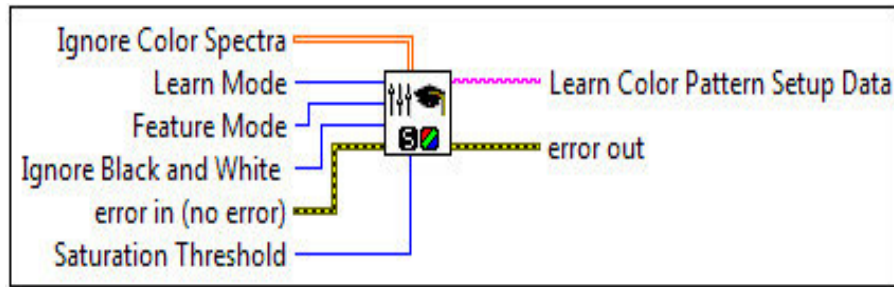 Ignore Color Spectra
Learn Mode
Feature Mode
Ignore Black and White
error in (no error)
Saturation Threshold
S
Learn Color Pattern Setup Data
error out